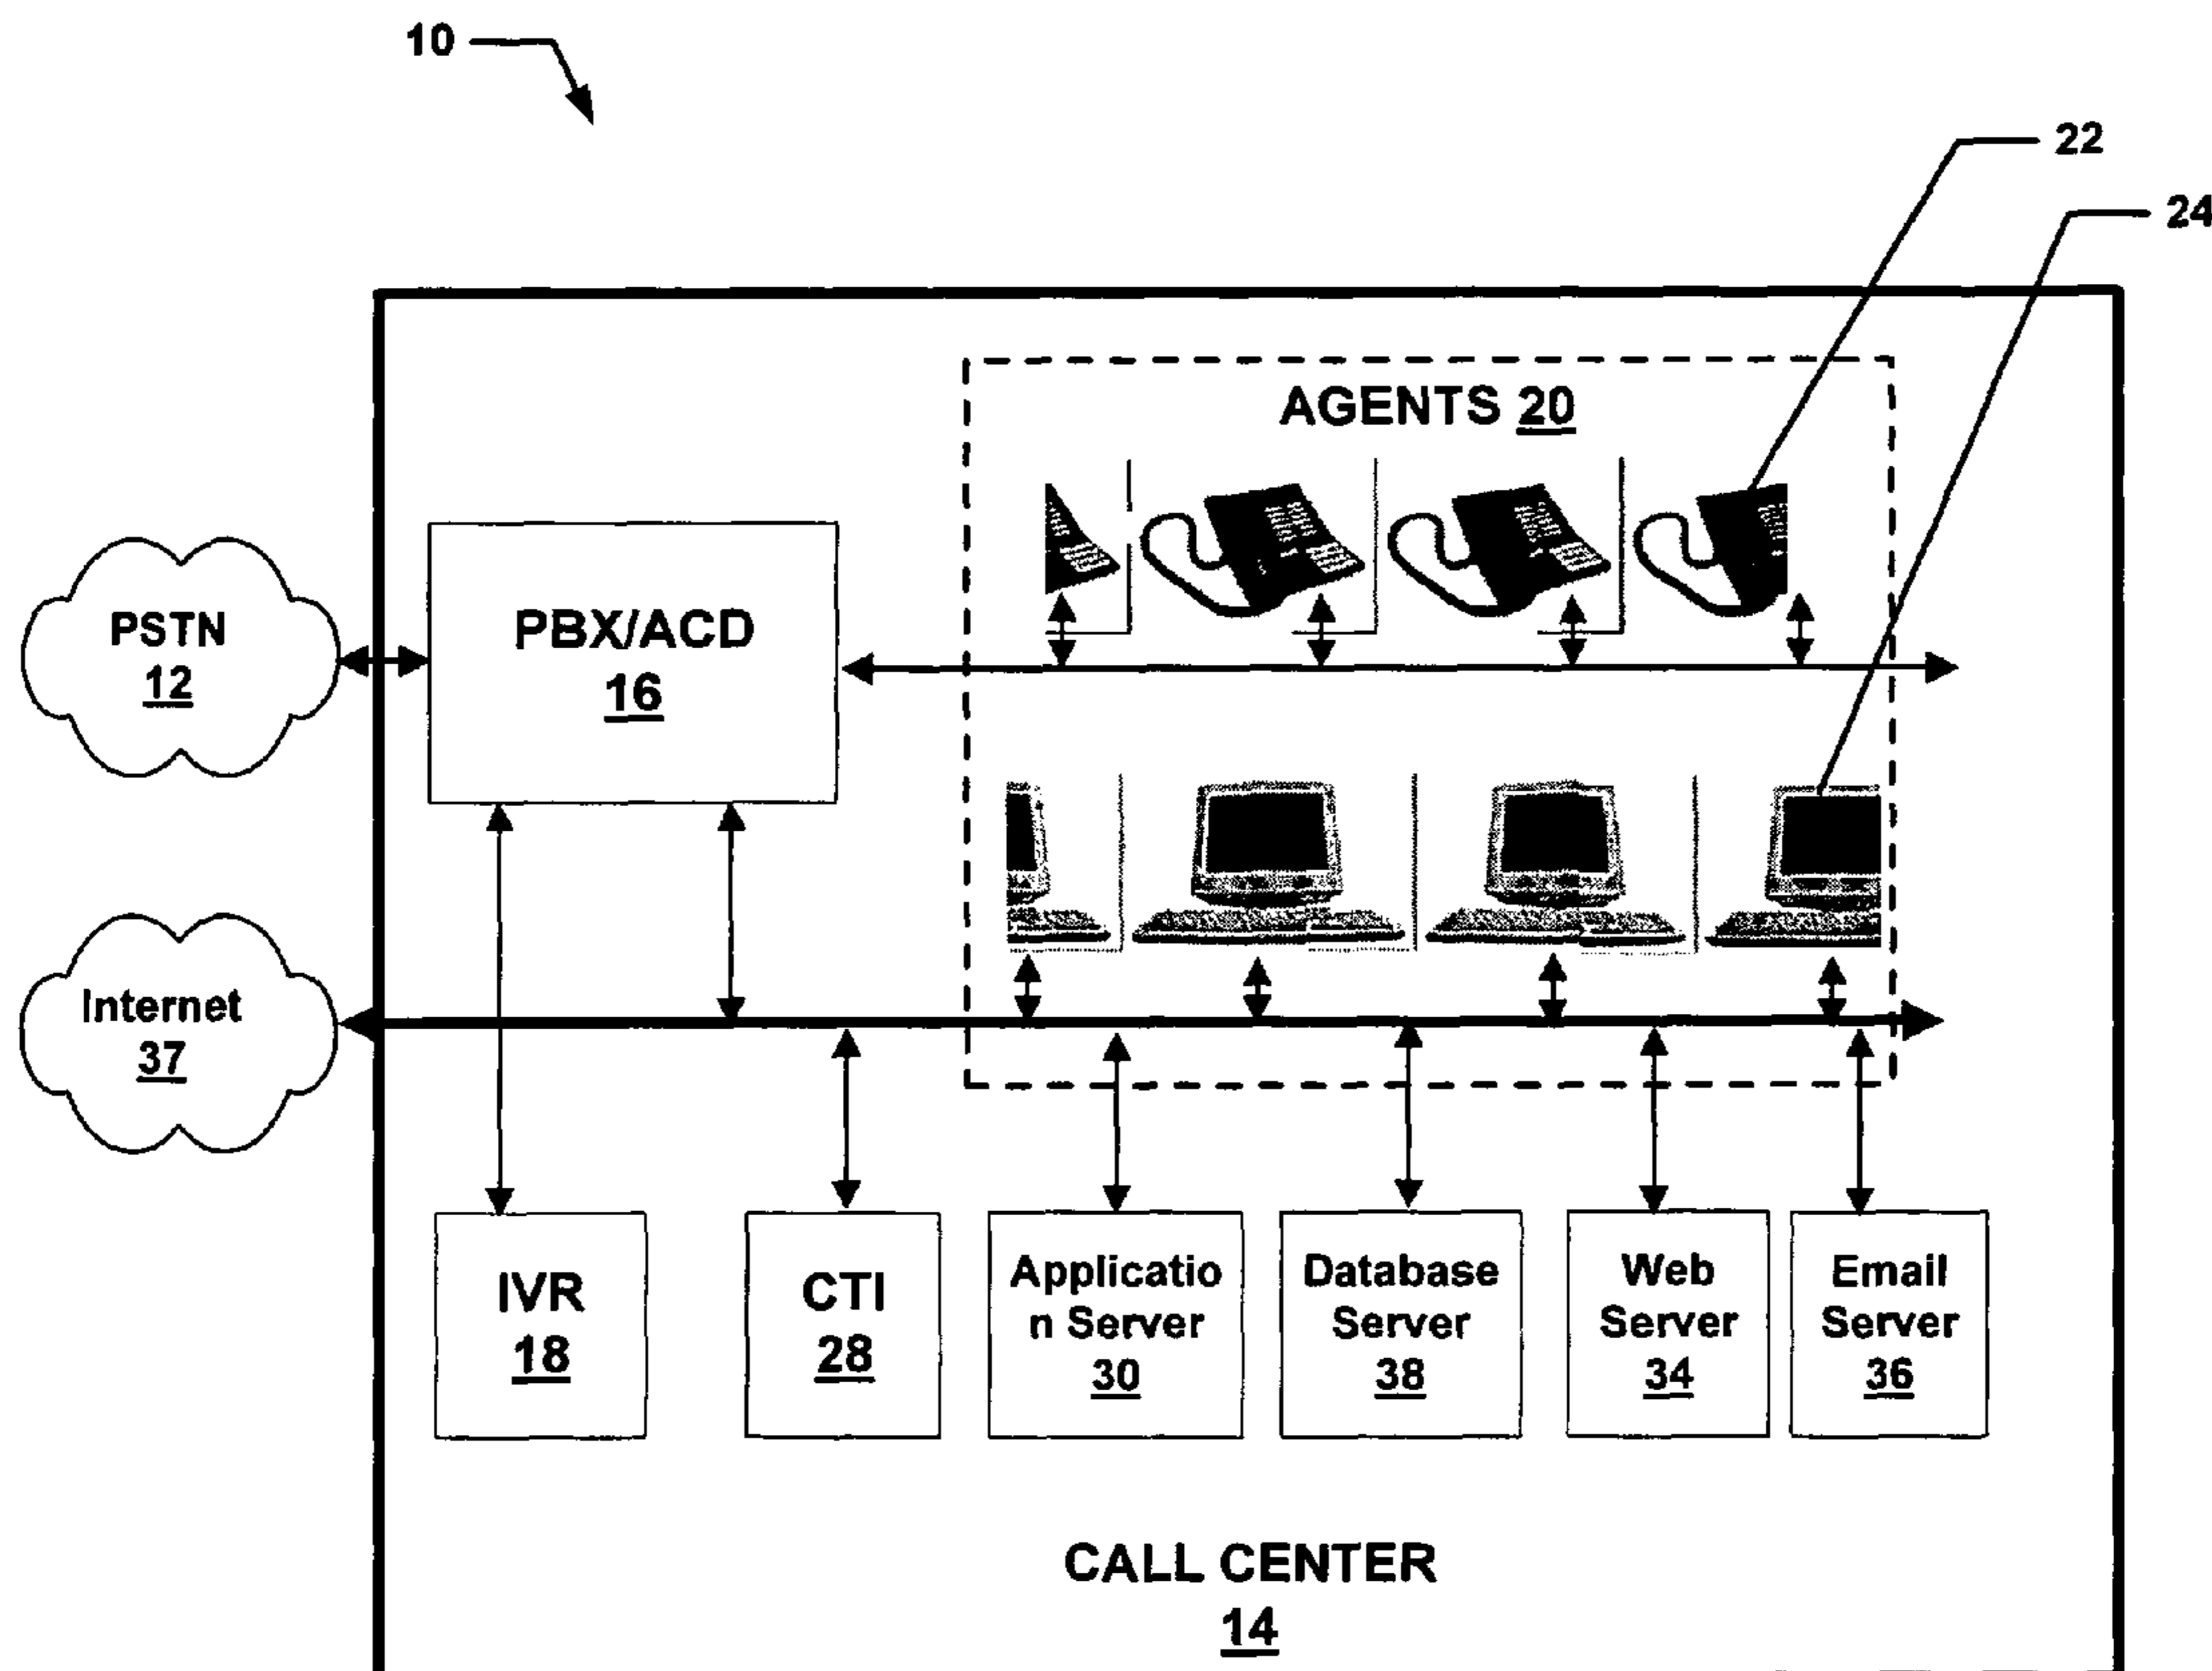 10
22
24
AGENTS 20
PSTN
12
PBX/ACD
16
Internet
37
IVR
18
CTI
28
Applicatio
n Server
30
Database
Server
38
Web
Server
34
Email
Server
36
CALL CENTER
14